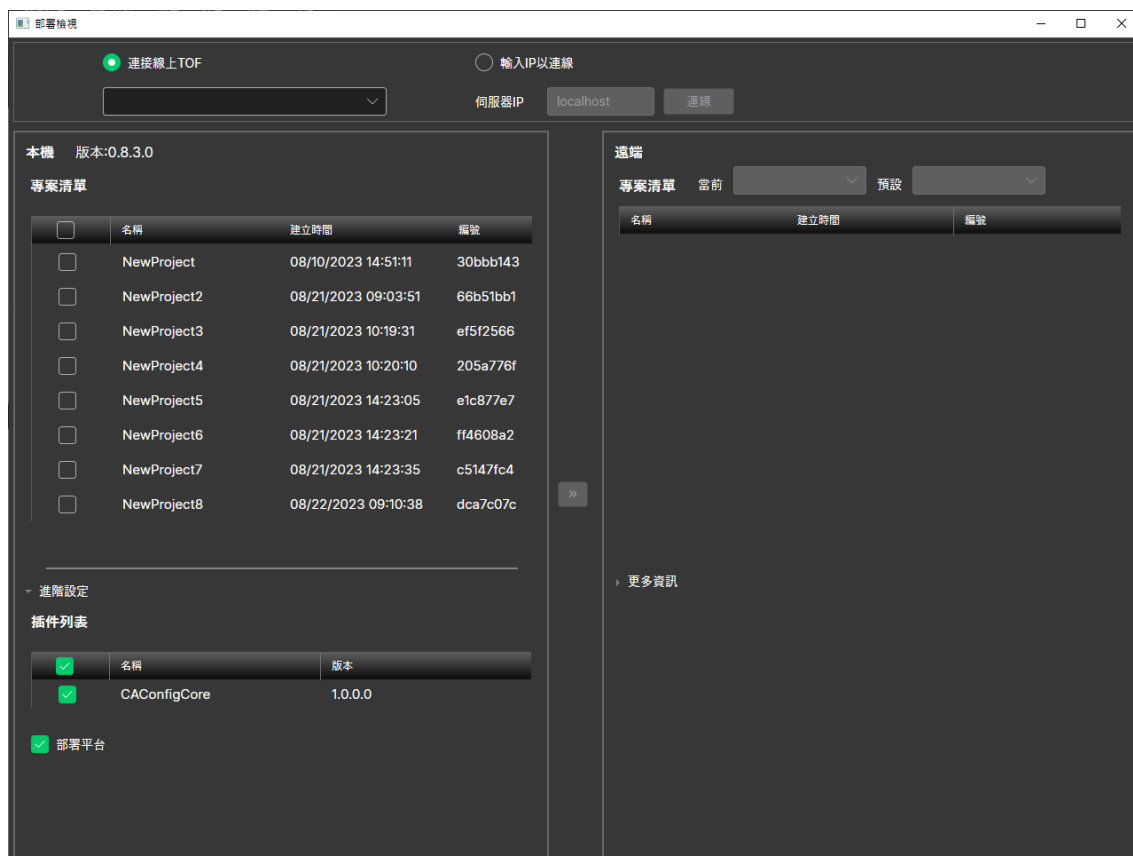 部署檢視
連接線上TOF
輸入IP以連線
伺服器IP localhost 連線
本機 版本:0.8.3.0
專案清單
名稱 建立時間 編號
NewProject 08/10/2023 14:51:11 30bbb143
NewProject2 08/21/2023 09:03:51 66b51bb1
NewProject3 08/21/2023 10:19:31 ef5f2566
NewProject4 08/21/2023 10:20:10 205a776f
NewProject5 08/21/2023 14:23:05 e1c877e7
NewProject6 08/21/2023 14:23:21 ff4608a2
NewProject7 08/21/2023 14:23:35 c5147fc4
NewProject8 08/22/2023 09:10:38 dca7c07c
進階設定
插件列表
名稱 版本
CAConfigCore 1.0.0.0
部署平台
»
遠端
專案清單 當前 預設
名稱 建立時間 編號
更多資訊